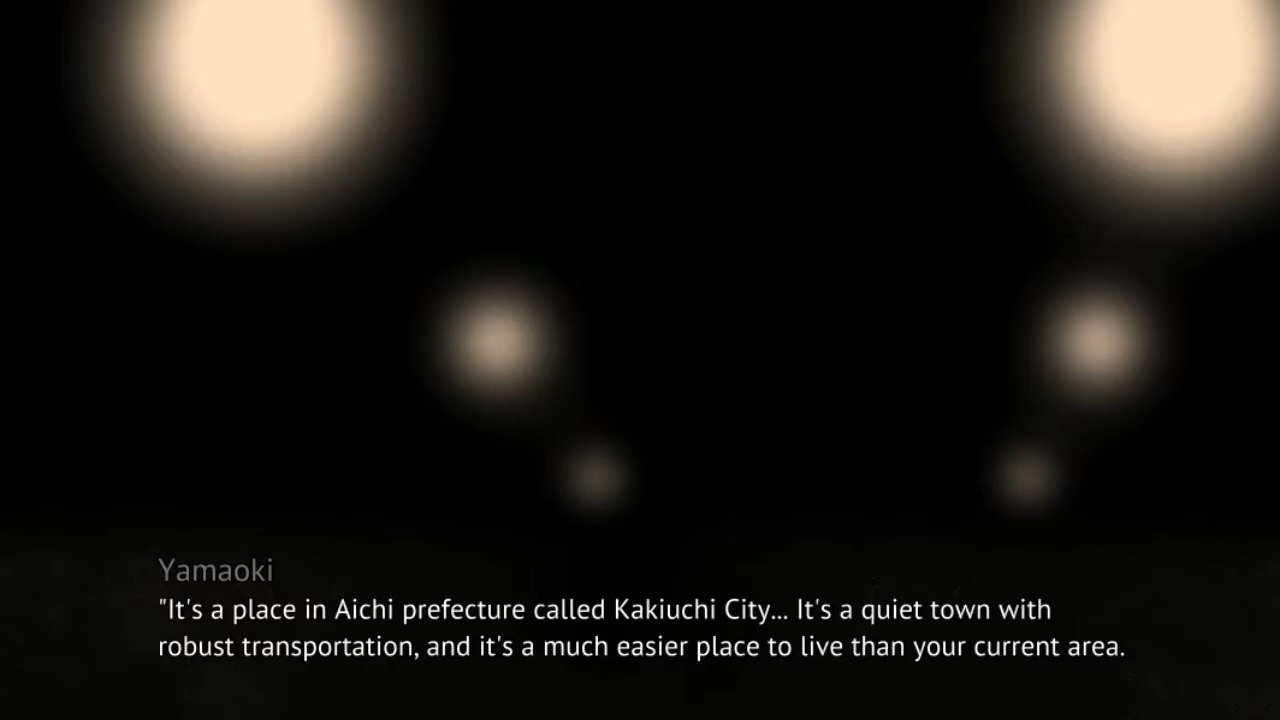 Yamaoki
"It's a place in Aichi prefecture called Kakiuchi City... It's a quiet town with
robust transportation, and it's a much easier place to live than your current area.